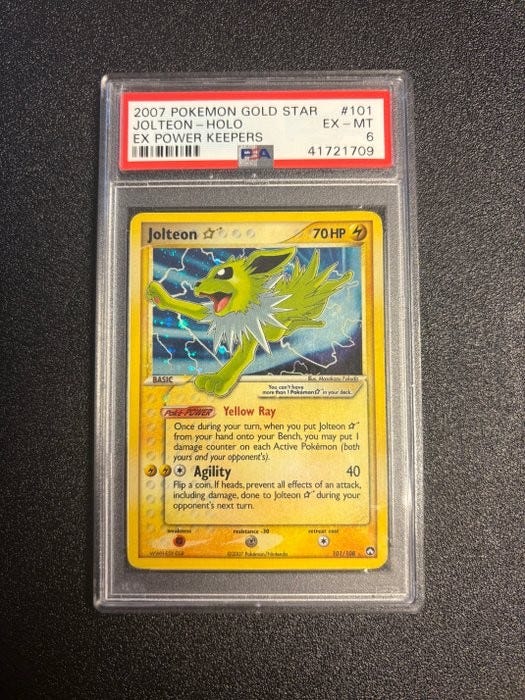 2007 POKEMON GOLD STAR #101
JOLTEON - HOLO EX - MT
EX POWER KEEPERS 6
PSA 41721709
Jolteon ☆ 70 HP
BASIC Illus. Masakazu Fukuda
You can't have
more than 1 Pokémon ☆ in your deck.
POKé-POWER Yellow Ray
Once during your turn, when you put Jolteon ☆
from your hand onto your Bench, you may put 1
damage counter on each Active Pokémon (both
yours and your opponent's).
Agility 40
Flip a coin. If heads, prevent all effects of an attack,
including damage, done to Jolteon ☆ during your
opponent's next turn.
weakness resistance -30 retreat cost
©2007 Pokémon/Nintendo 101/108